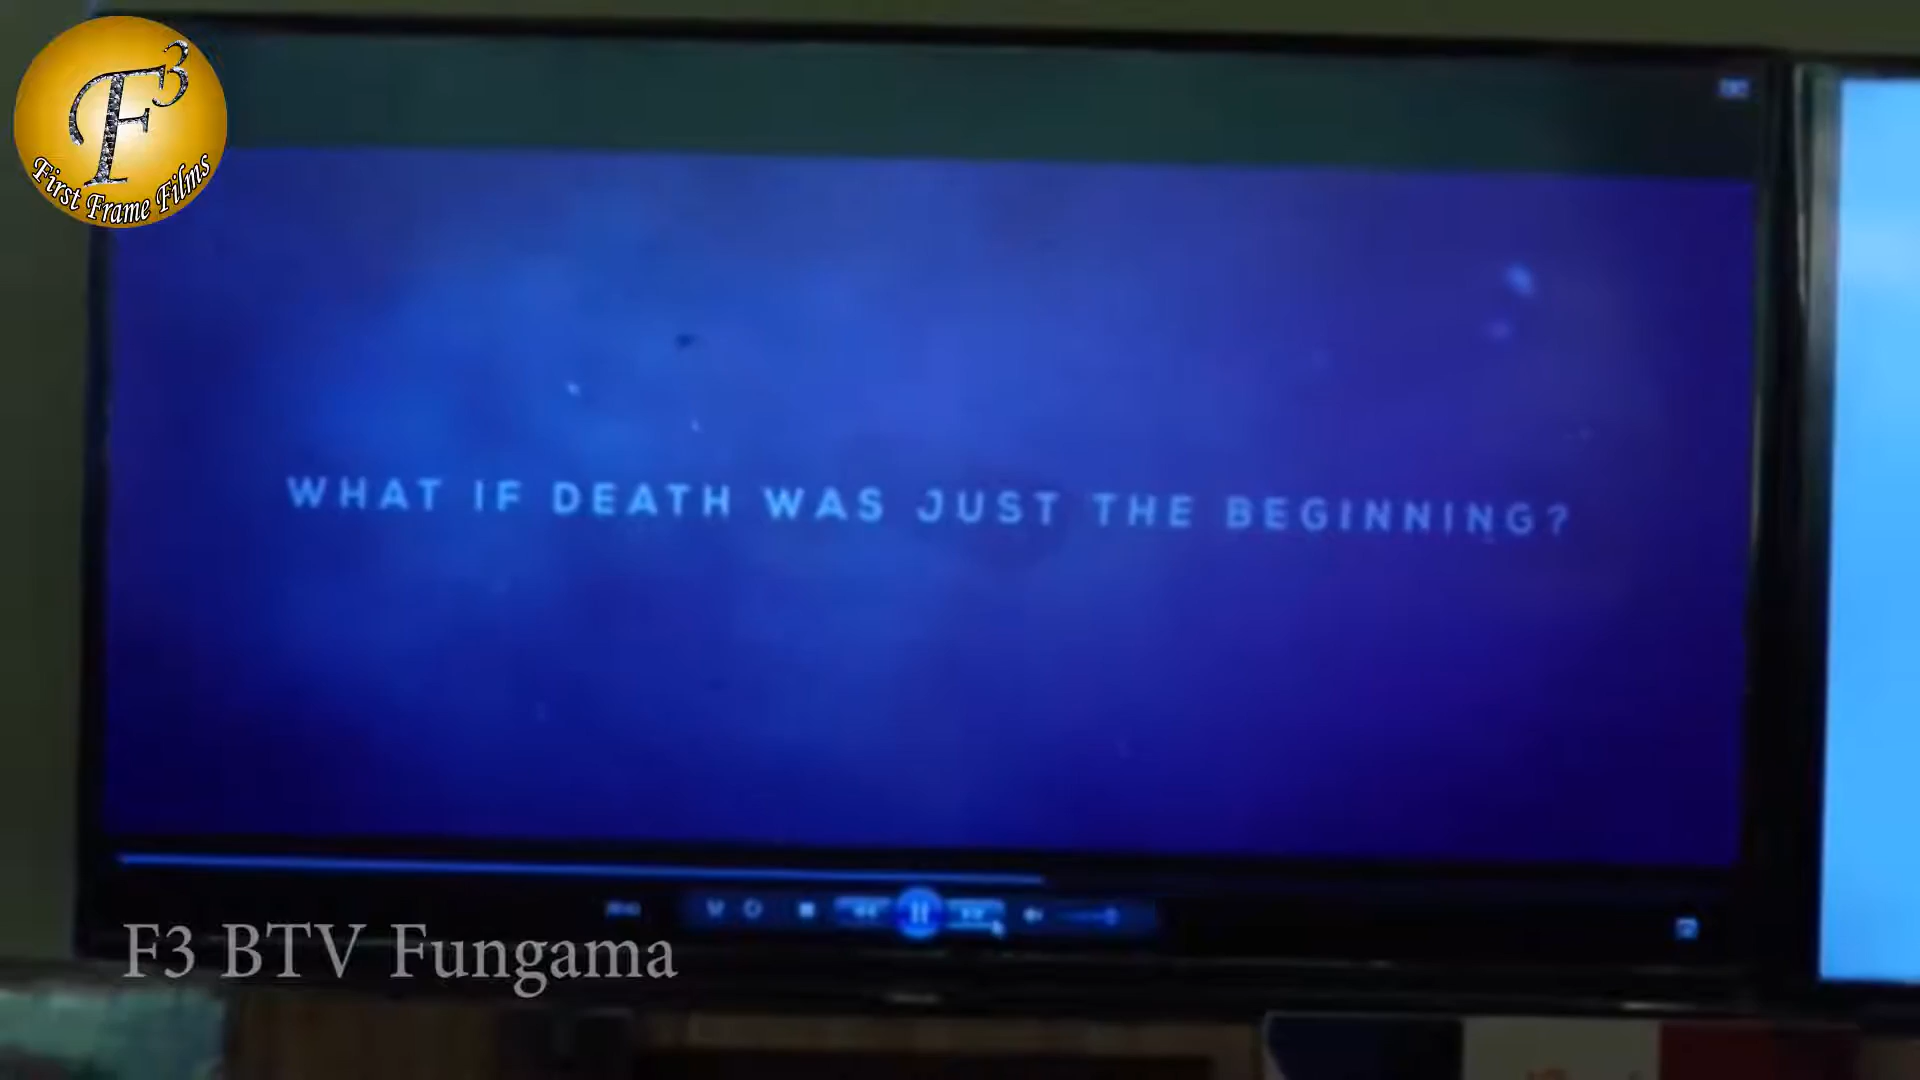 F3
First Frame Films
WHAT IF DEATH WAS JUST THE BEGINNING?
F3 BTV Fungama